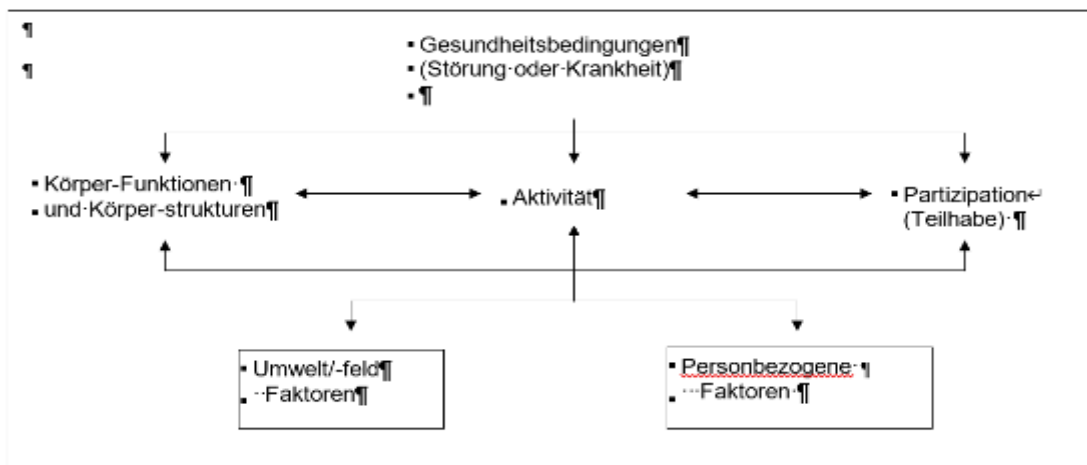 Gesundheitsbedingungen
(Störung oder Krankheit)
Körper-Funktionen
und Körper-strukturen
Aktivität
Partizipation
(Teilhabe)
Umwelt/-feld
Faktoren
Personbezogene
Faktoren